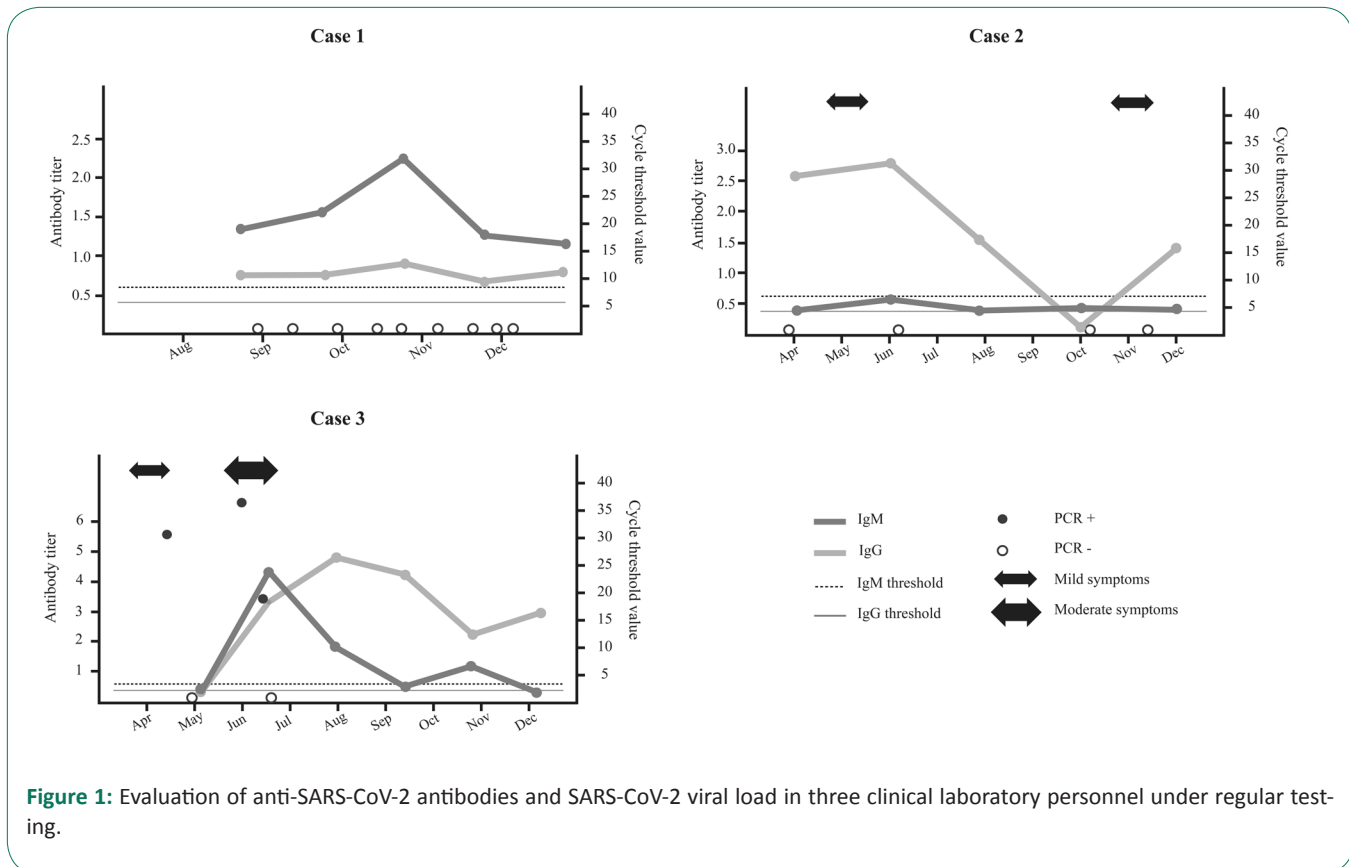 Case 1
Antibody titer
2.5
2.0
1.5
1.0
0.5
40
35
30
25
20
15
10
5
Cycle threshold value
Aug
Sep
Oct
Nov
Dec
Case 2
Antibody titer
3.0
2.5
2.0
1.5
1.0
0.5
40
35
30
25
20
15
10
5
Cycle threshold value
Apr
May
Jun
Jul
Aug
Sep
Oct
Nov
Dec
Case 3
Antibody titer
6
5
4
3
2
1
40
35
30
25
20
15
10
5
Cycle threshold value
Apr
May
Jun
Jul
Aug
Sep
Oct
Nov
Dec
IgM
IgG
IgM threshold
IgG threshold
PCR +
PCR -
Mild symptoms
Moderate symptoms
Figure 1: Evaluation of anti-SARS-CoV-2 antibodies and SARS-CoV-2 viral load in three clinical laboratory personnel under regular test-
ing.